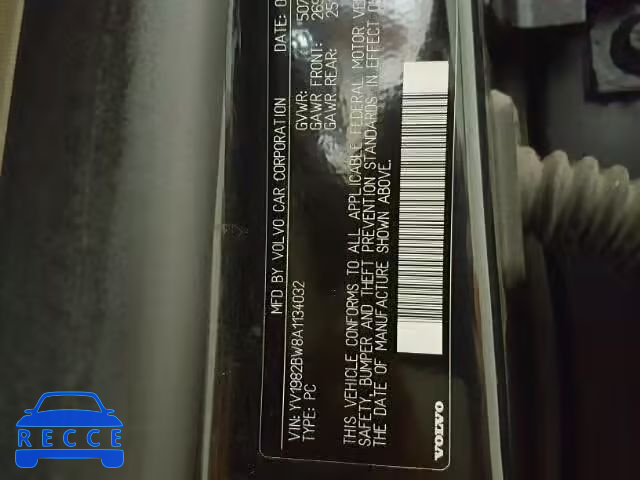 MFD BY VOLVO CAR CORPORATION DATE:
GVWR:
GAWR FRONT:
GAWR REAR:
VIN: YV1982BW8A1134032
TYPE: PC
THIS VEHICLE CONFORMS TO ALL APPLICABLE FEDERAL MOTOR
SAFETY, BUMPER AND THEFT PREVENTION STANDARDS IN EFFECT
THE DATE OF MANUFACTURE SHOWN ABOVE.
VOLVO
RECCE